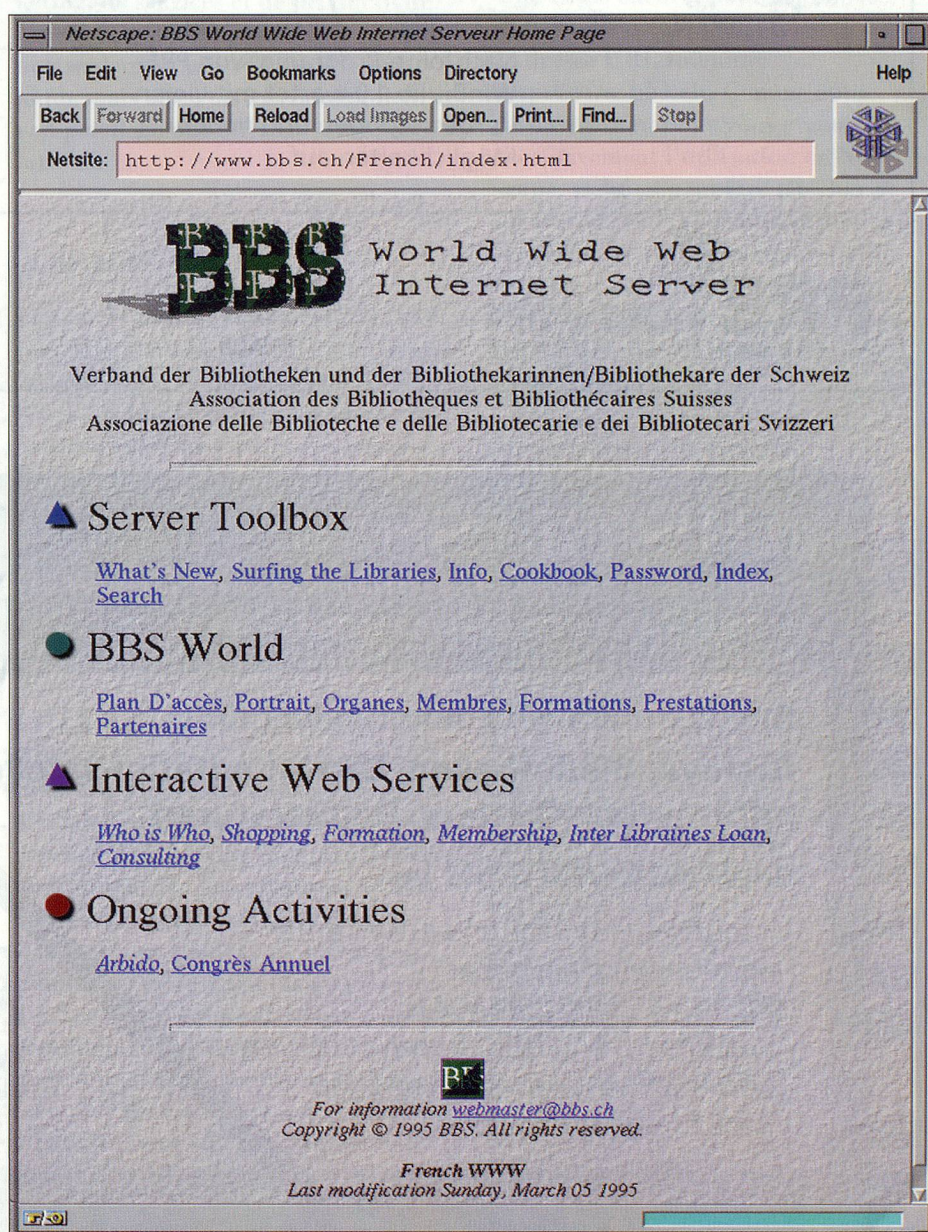 Netscape: BBS World Wide Web Internet Serveur Home Page
File Edit View Go Bookmarks Options Directory Help
Back Forward Home Reload Load Images Open... Print... Find... Stop
Netsite: http://www.bbs.ch/French/index.html
BBS World Wide Web
Internet Server
Verband der Bibliotheken und der Bibliothekarinnen/Bibliothekare der Schweiz
Association des Bibliothèques et Bibliothécaires Suisses
Associazione delle Biblioteche e delle Bibliotecarie e dei Bibliotecari Svizzeri
Server Toolbox
What's New, Surfing the Libraries, Info, Cookbook, Password, Index,
Search
BBS World
Plan D'accès, Portrait, Organes, Membres, Formations, Prestations,
Partenaires
Interactive Web Services
Who is Who, Shopping, Formation, Membership, Inter Librairies Loan,
Consulting
Ongoing Activities
Arbido, Congrès Annuel
BBS
For information webmaster@bbs.ch
Copyright © 1995 BBS. All rights reserved.
French WWW
Last modification Sunday, March 05 1995